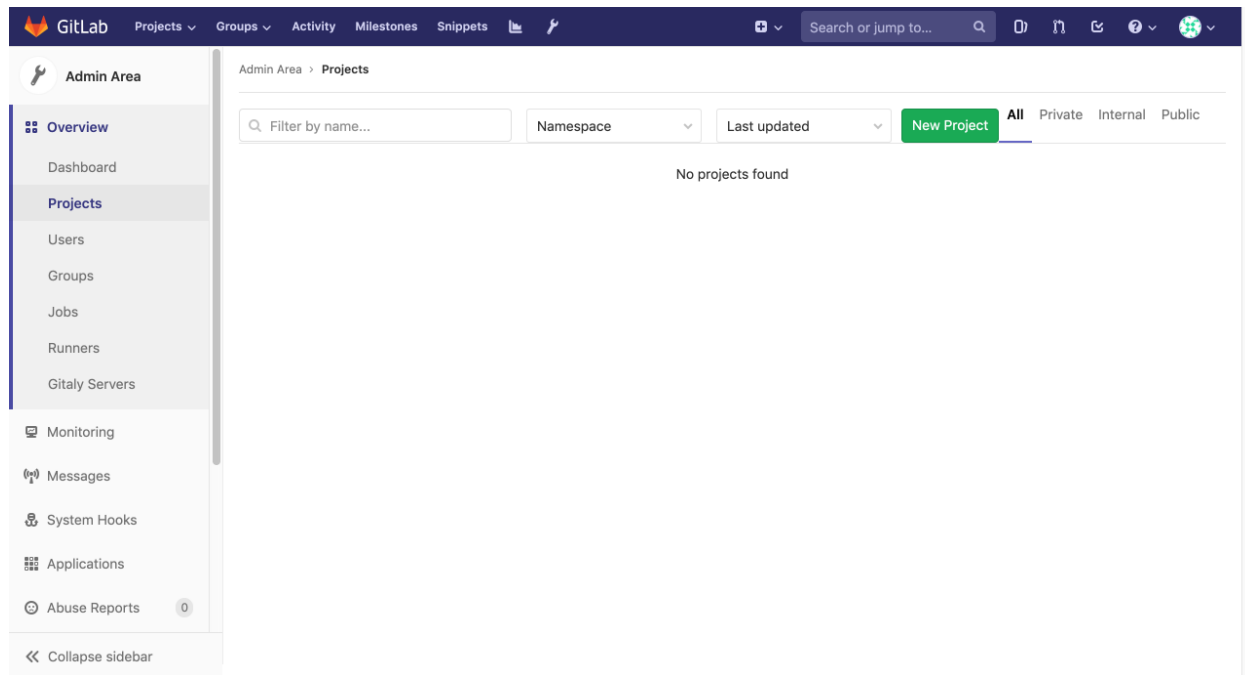 GitLab Projects Groups Activity Milestones Snippets Search or jump to...
Admin Area
Overview
Dashboard
Projects
Users
Groups
Jobs
Runners
Gitaly Servers
Monitoring
Messages
System Hooks
Applications
Abuse Reports 0
Collapse sidebar
Admin Area > Projects
Filter by name... Namespace Last updated New Project All Private Internal Public
No projects found